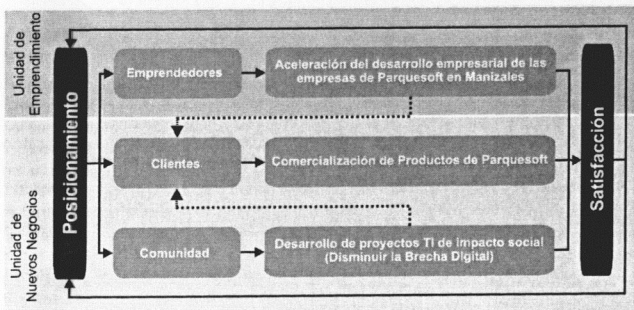 Unidad de
Emprendimiento
Unidad de
Nuevos Negocios
Posicionamiento
Emprendedores
Aceleración del desarrollo empresarial de las
empresas de Parquesoft en Manizales
Clientes
Comercialización de Productos de Parquesoft
Comunidad
Desarrollo de proyectos TI de impacto social
(Disminuir la Brecha Digital)
Satisfacción